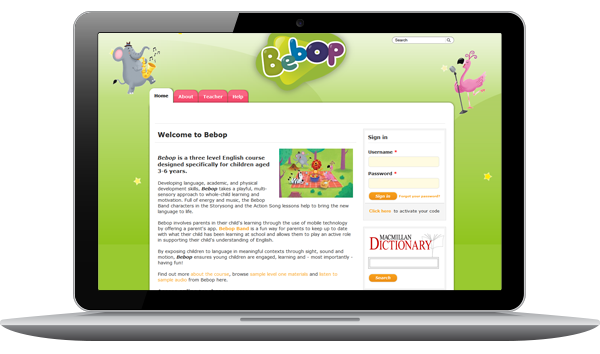 Bebop
Search
Home About Teacher Help
Welcome to Bebop
Bebop is a three level English course
designed specifically for children aged
3-6 years.
Developing language, academic, and physical
development skills, Bebop takes a playful, multi-
sensory approach to whole-child learning and
motivation. Full of energy and music, the Bebop
Band characters in the Storysong and the Action Song lessons help to bring the new
language to life.
Bebop involves parents in their child's learning through the use of mobile technology
by offering a parent's app. Bebop Band is a fun way for parents to keep up to date
with what their child has been learning at school and allows them to play an active role
in supporting their child's understanding of English.
By exposing children to language in meaningful contexts through sight, sound and
motion, Bebop ensures young children are engaged, learning and - most importantly -
having fun!
Find out more about the course, browse sample level one materials and listen to
sample audio from Bebop here.
Sign in
Username *
Password *
Sign in Forgot your password?
Click here to activate your code
MACMILLAN
DICTIONARY
Search